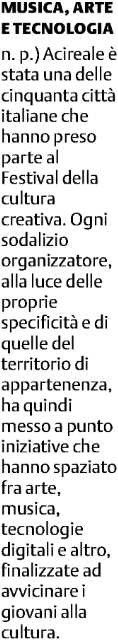 MUSICA, ARTE
E TECNOLOGIA
n. p.) Acireale è
stata una delle
cinquanta città
italiane che
hanno preso
parte al
Festival della
cultura
creativa. Ogni
sodalizio
organizzatore,
alla luce delle
proprie
specificità e di
quelle del
territorio di
appartenenza,
ha quindi
messo a punto
iniziative che
hanno spaziato
fra arte,
musica,
tecnologie
digitali e altro,
finalizzate ad
avvicinare i
giovani alla
cultura.